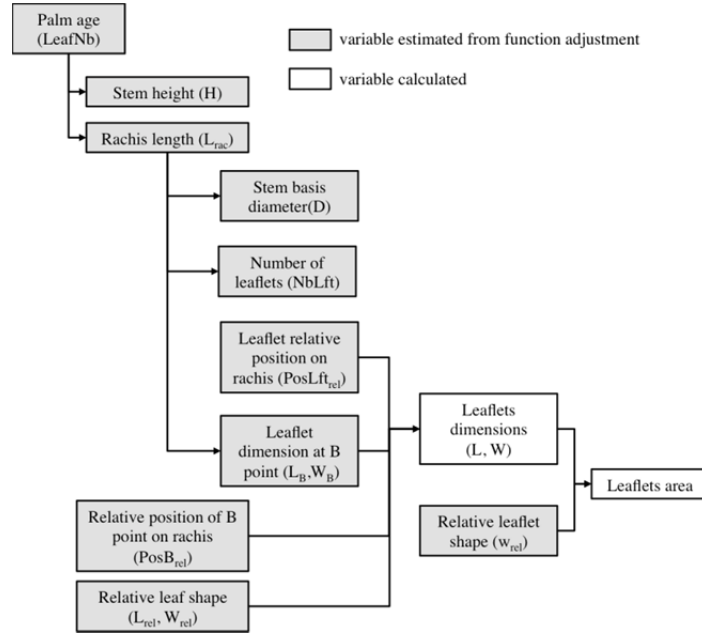 Palm age
(LeafNb)
variable estimated from function adjustment
variable calculated
Stem height (H)
Rachis length (Lrac)
Stem basis
diameter(D)
Number of
leaflets (NbLft)
Leaflet relative
position on
rachis (PosLftrel)
Leaflet
dimension at B
point (LB,WB)
Leaflets
dimensions
(L, W)
Leaflets area
Relative position of B
point on rachis
(PosBrel)
Relative leaflet
shape (wrel)
Relative leaf shape
(Lrel, Wrel)